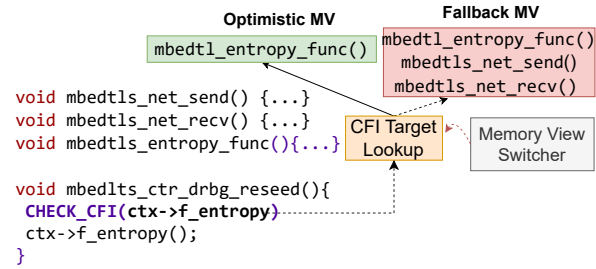 Optimistic MV
mbedtl_entropy_func()
Fallback MV
mbedtl_entropy_func()
mbedtls_net_send()
mbedtls_net_recv()
void mbedtls_net_send() {...}
void mbedtls_net_recv() {...}
void mbedtls_entropy_func(){...}
CFI Target
Lookup
Memory View
Switcher
void mbedlts_ctr_drbg_reseed(){
CHECK_CFI(ctx->f_entropy)
ctx->f_entropy();
}